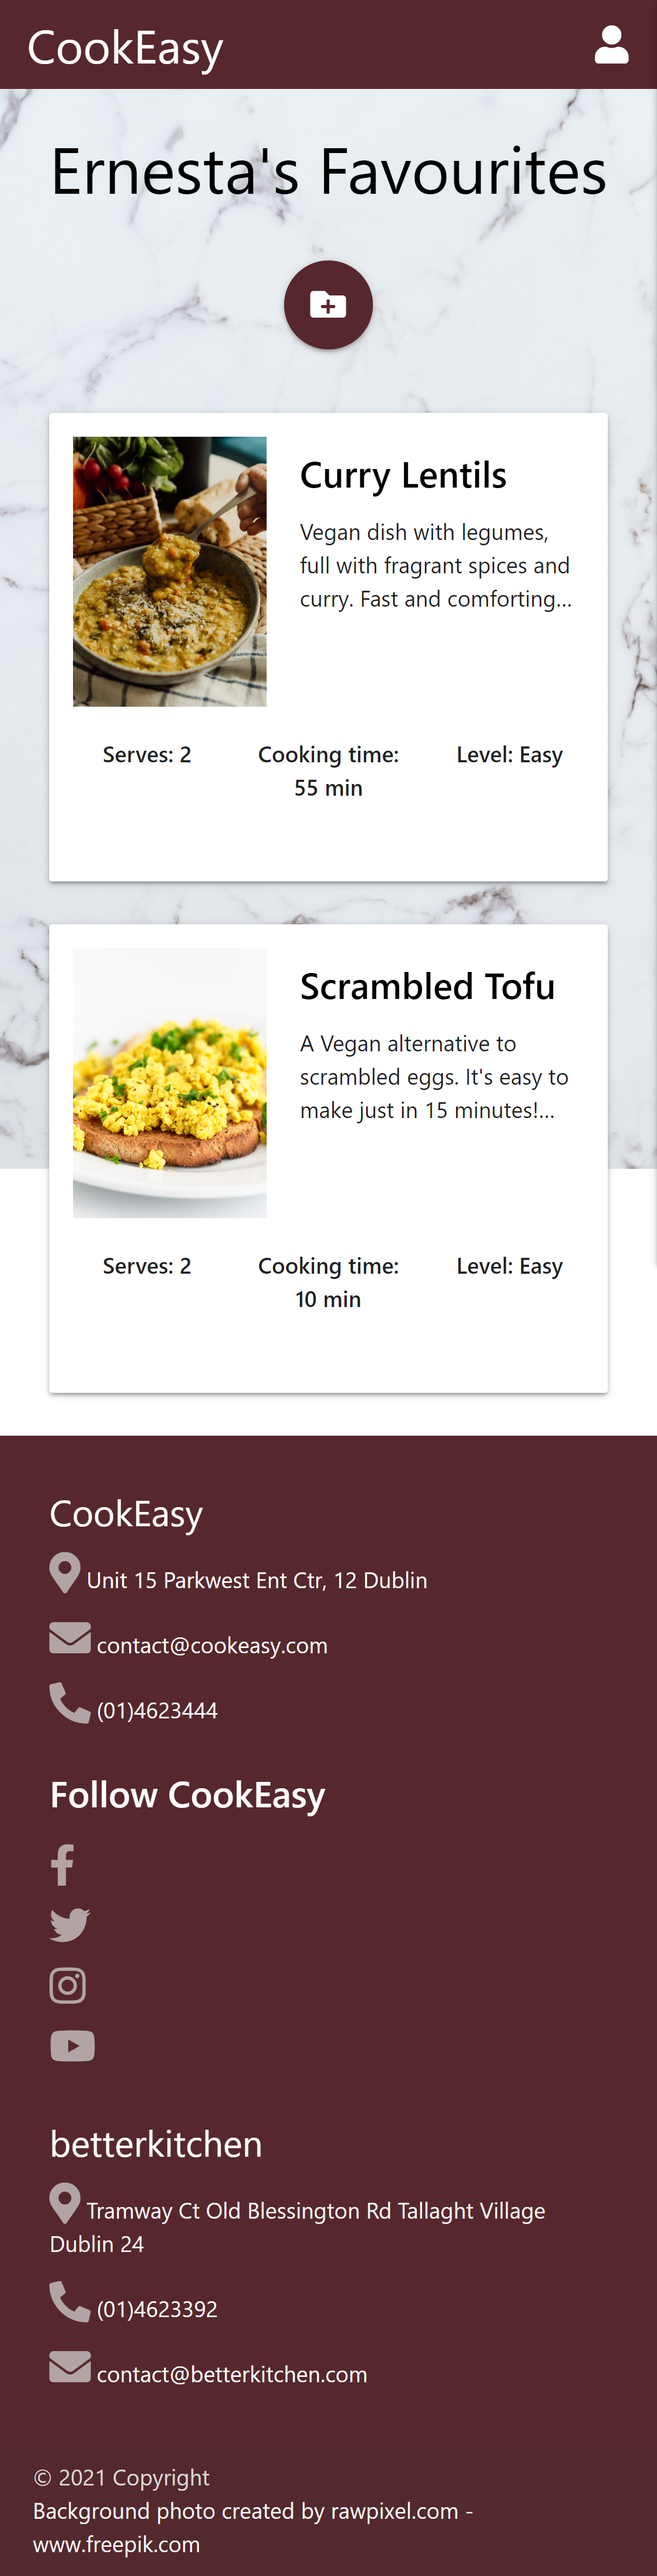 CookEasy
Ernesta's Favourites
Curry Lentils
Vegan dish with legumes,
full with fragrant spices and
curry. Fast and comforting...
Serves: 2
Cooking time:
55 min
Level: Easy
Scrambled Tofu
A Vegan alternative to
scrambled eggs. It's easy to
make just in 15 minutes!...
Serves: 2
Cooking time:
10 min
Level: Easy
CookEasy
Unit 15 Parkwest Ent Ctr, 12 Dublin
contact@cookeasy.com
(01)4623444
Follow CookEasy
betterkitchen
Tramway Ct Old Blessington Rd Tallaght Village
Dublin 24
(01)4623392
contact@betterkitchen.com
© 2021 Copyright
Background photo created by rawpixel.com -
www.freepik.com